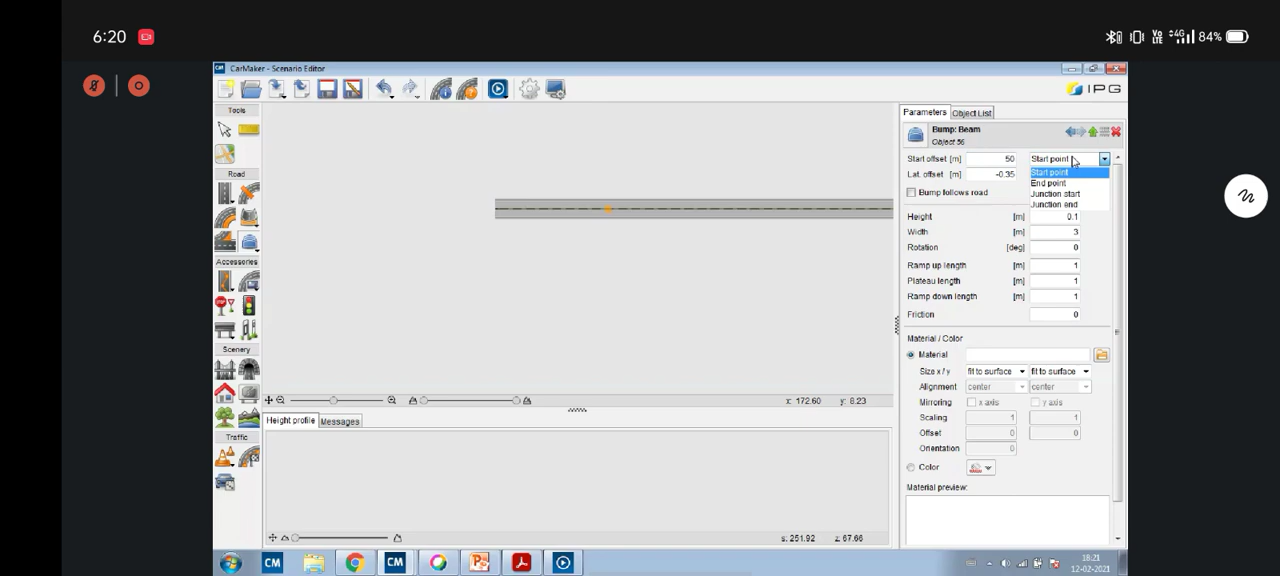 6:20
VO LTE 4G 84%
CarMaker - Scenario Editor
IPG
Tools
Road
Accessories
STOP
Scenery
Traffic
Parameters Object List
Bump: Beam
Object 56
Start offset [m] 50 Start point
Lat. offset [m] -0.35 Start point
End point
Bump follows road Junction start
Junction end
Height [m] 0.1
Width [m] 3
Rotation [deg] 0
Ramp up length [m] 1
Plateau length [m] 1
Ramp down length [m] 1
Friction 0
Material / Color
Material
Size x / y fit to surface fit to surface
Alignment center center
Mirroring x axis y axis
Scaling 1 1
Offset 0 0
Orientation 0
Color
Material preview:
x: 172.60 y: 8.23
Height profile Messages
s: 251.92 z: 67.66
CM CM
18:21
12-02-2021